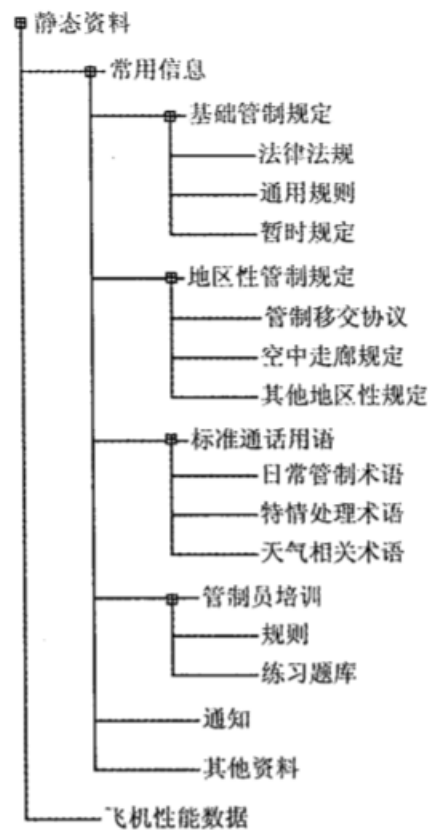 静态资料
常用信息
基础管制规定
法律法规
通用规则
暂时规定
地区性管制规定
管制移交协议
空中走廊规定
其他地区性规定
标准通话用语
日常管制术语
特情处理术语
天气相关术语
管制员培训
规则
练习题库
通知
其他资料
飞机性能数据